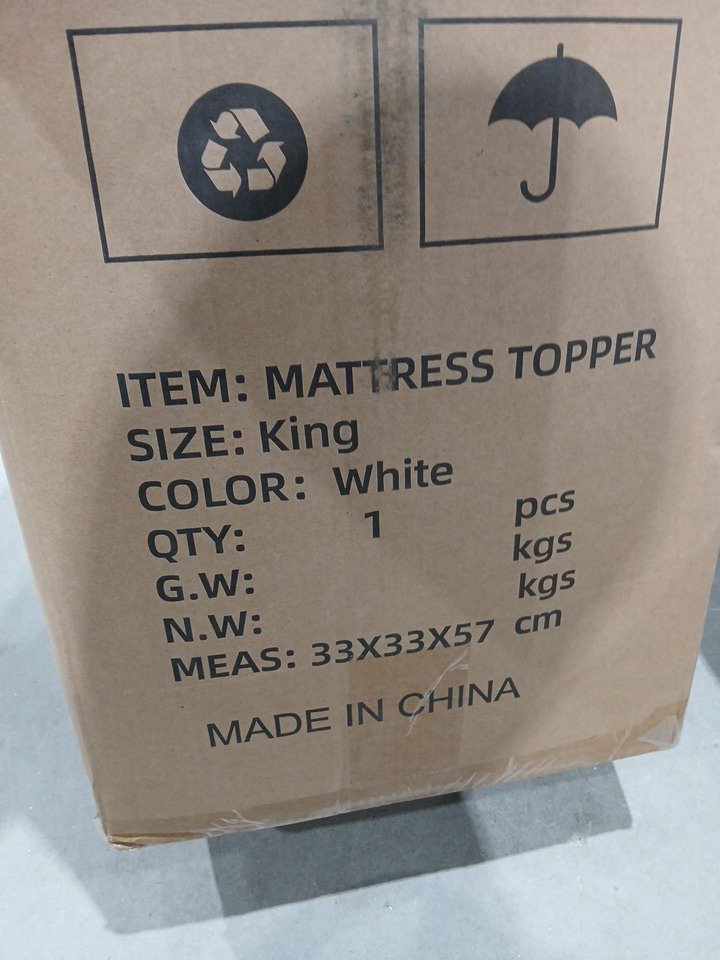 ITEM: MATTRESS TOPPER
SIZE: King
COLOR: White
QTY: 1 pcs
G.W: kgs
N.W: kgs
MEAS: 33X33X57 cm
MADE IN CHINA